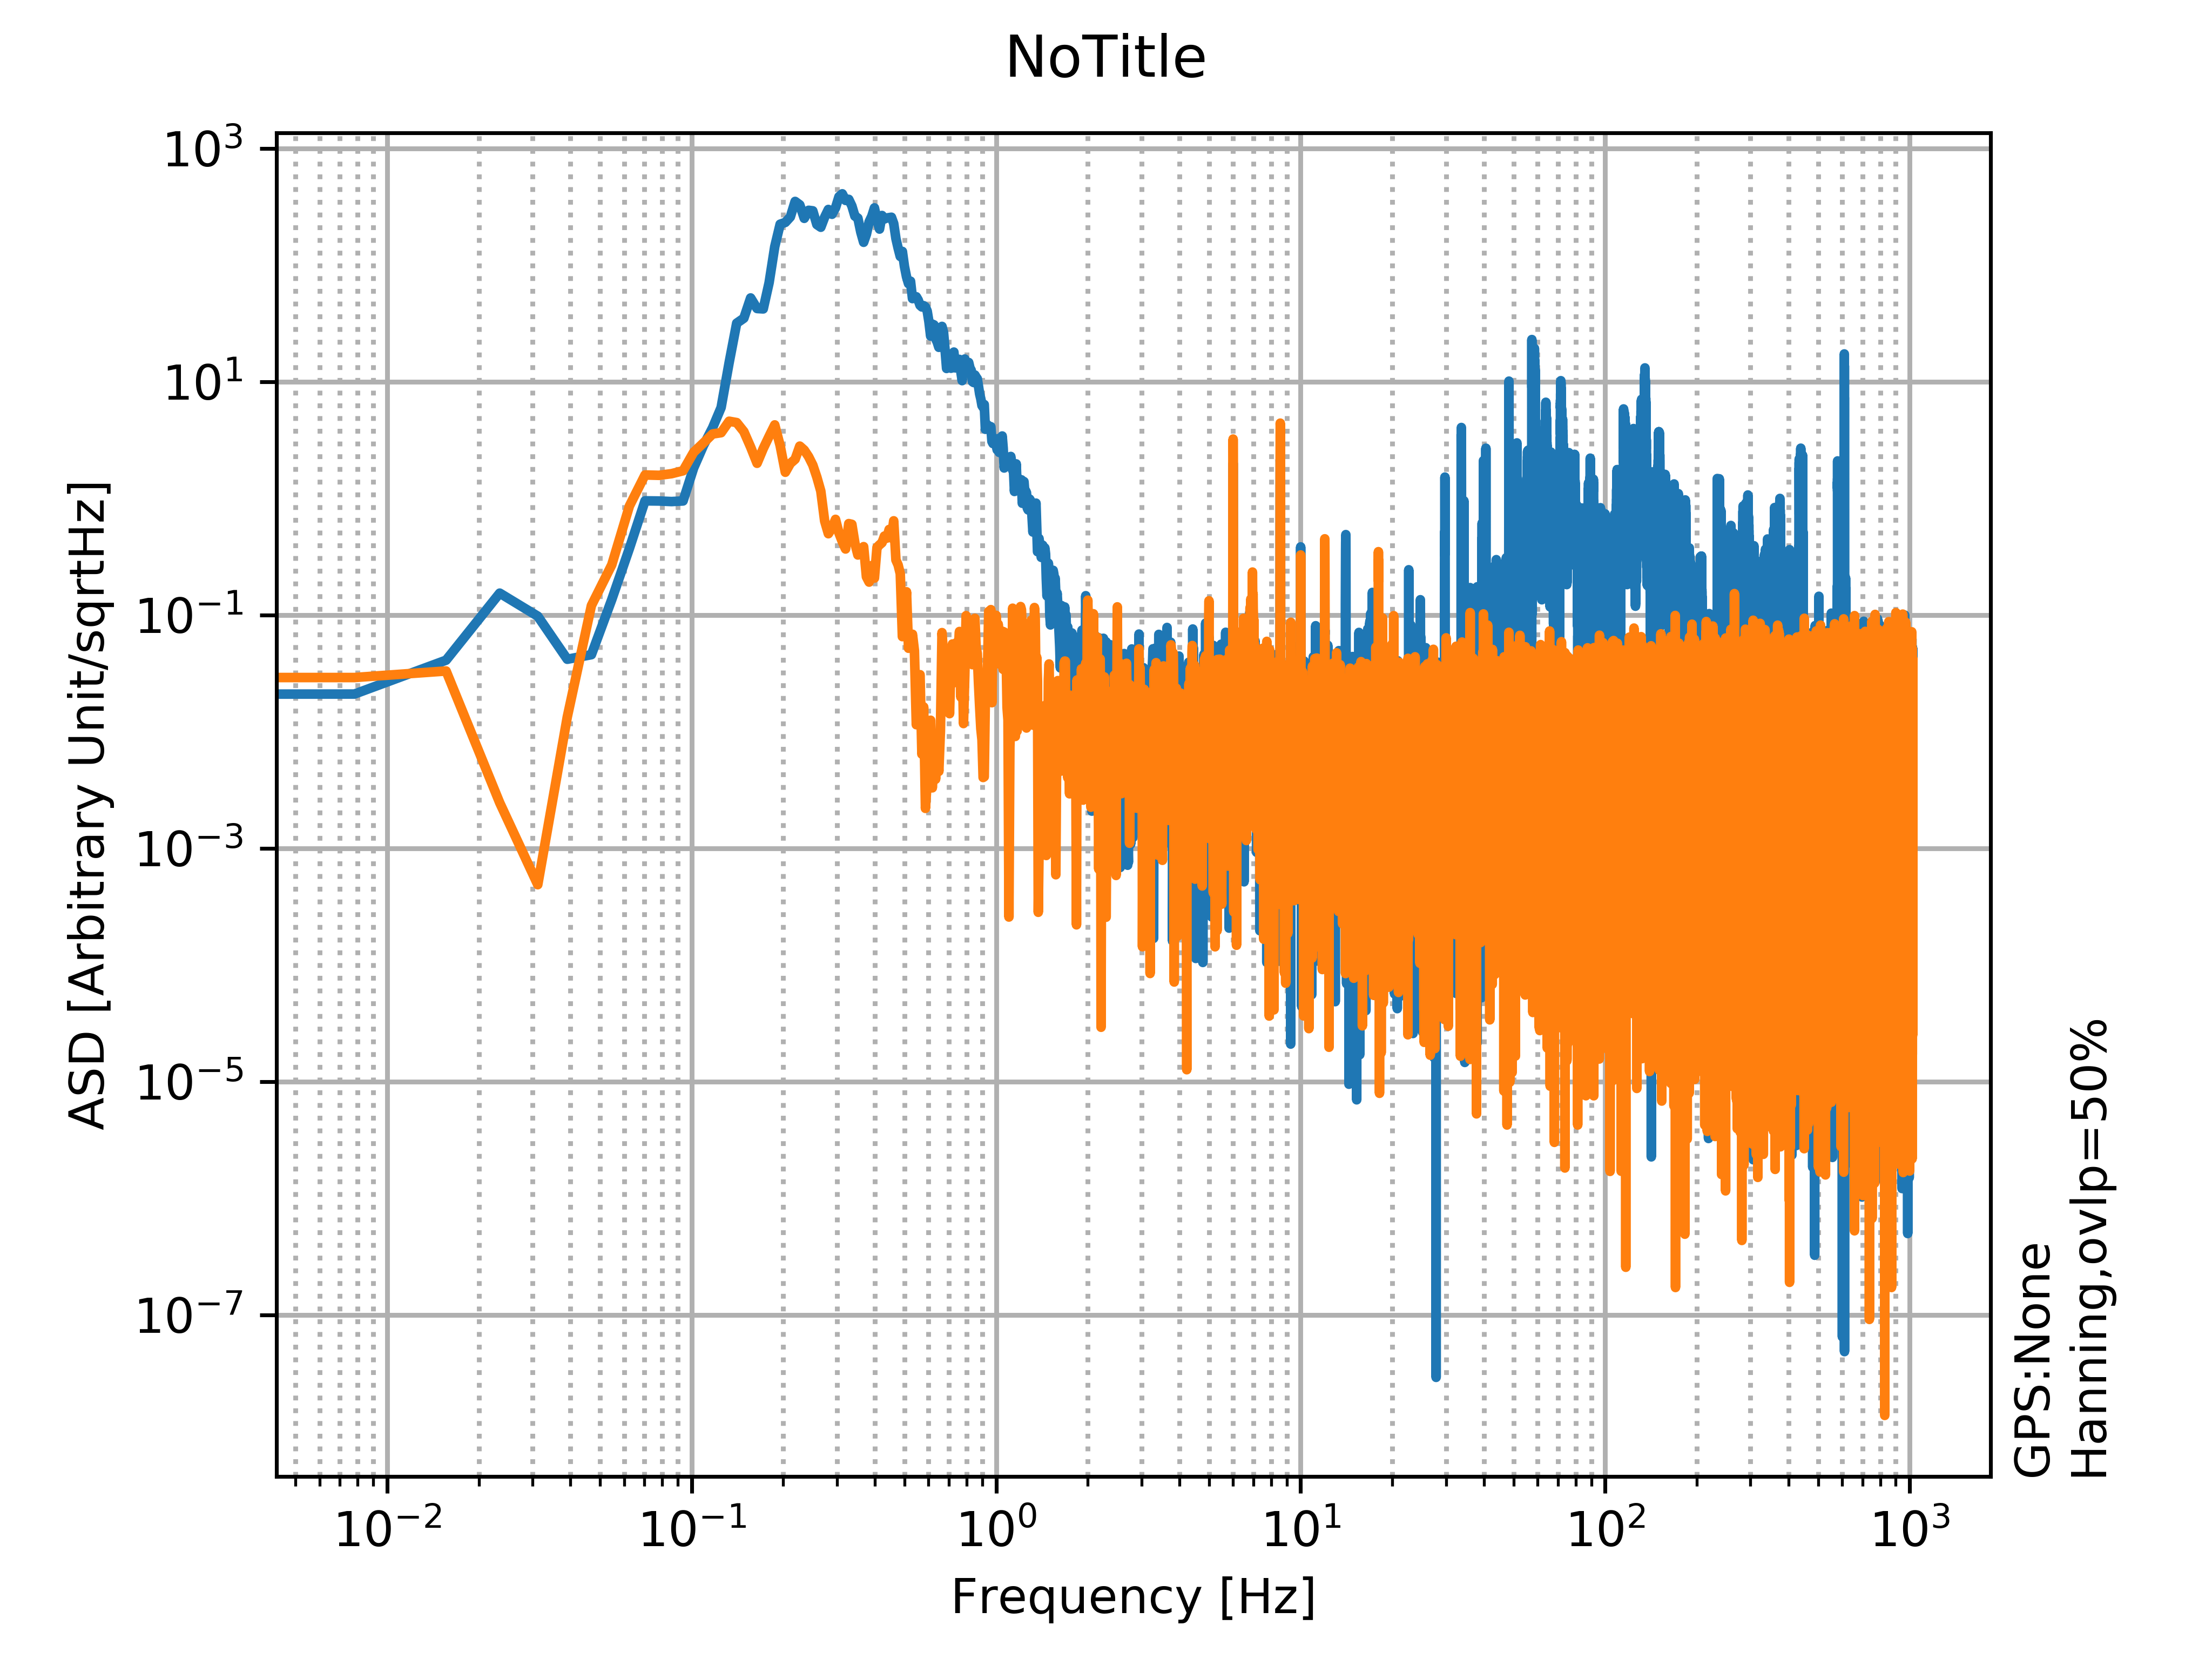 NoTitle
10³
10¹
10⁻¹
10⁻³
10⁻⁵
10⁻⁷
ASD [Arbitrary Unit/sqrtHz]
10⁻²
10⁻¹
10⁰
10¹
10²
10³
Frequency [Hz]
GPS:None
Hanning,ovlp=50%